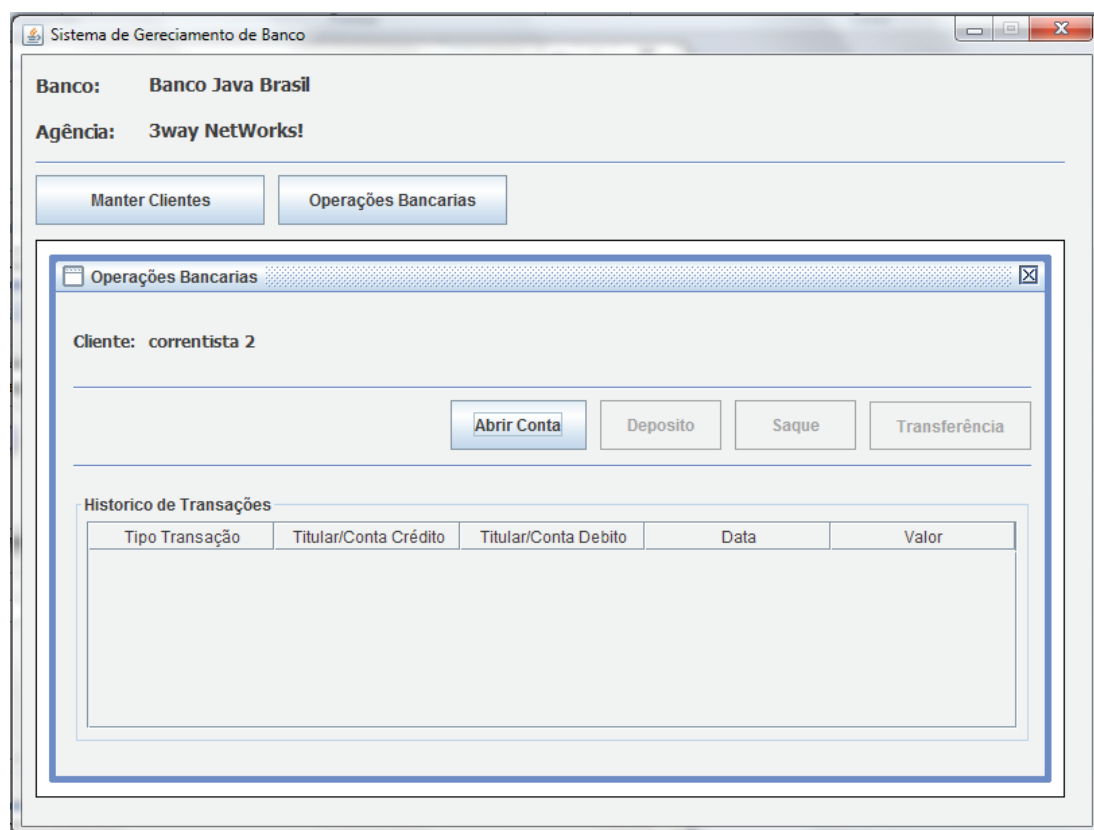 Sistema de Gereciamento de Banco
Banco: Banco Java Brasil
Agência: 3way NetWorks!
Manter Clientes Operações Bancarias
Operações Bancarias
Cliente: correntista 2
Abrir Conta Deposito Saque Transferência
Historico de Transações
Tipo Transação Titular/Conta Crédito Titular/Conta Debito Data Valor